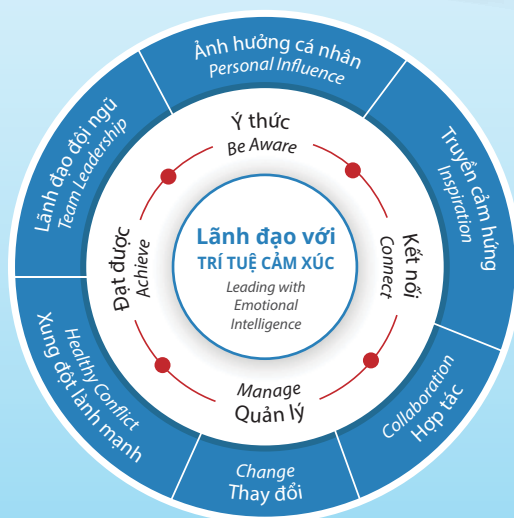 Ảnh hưởng cá nhân
Personal Influence
Truyền cảm hứng
Inspiration
Collaboration
Hợp tác
Change
Thay đổi
Healthy Conflict
Xung đột lành mạnh
Lãnh đạo đội ngũ
Team Leadership
Ý thức
Be Aware
Kết nối
Connect
Manage
Quản lý
Đạt được
Achieve
Lãnh đạo với
TRÍ TUỆ CẢM XÚC
Leading with
Emotional
Intelligence